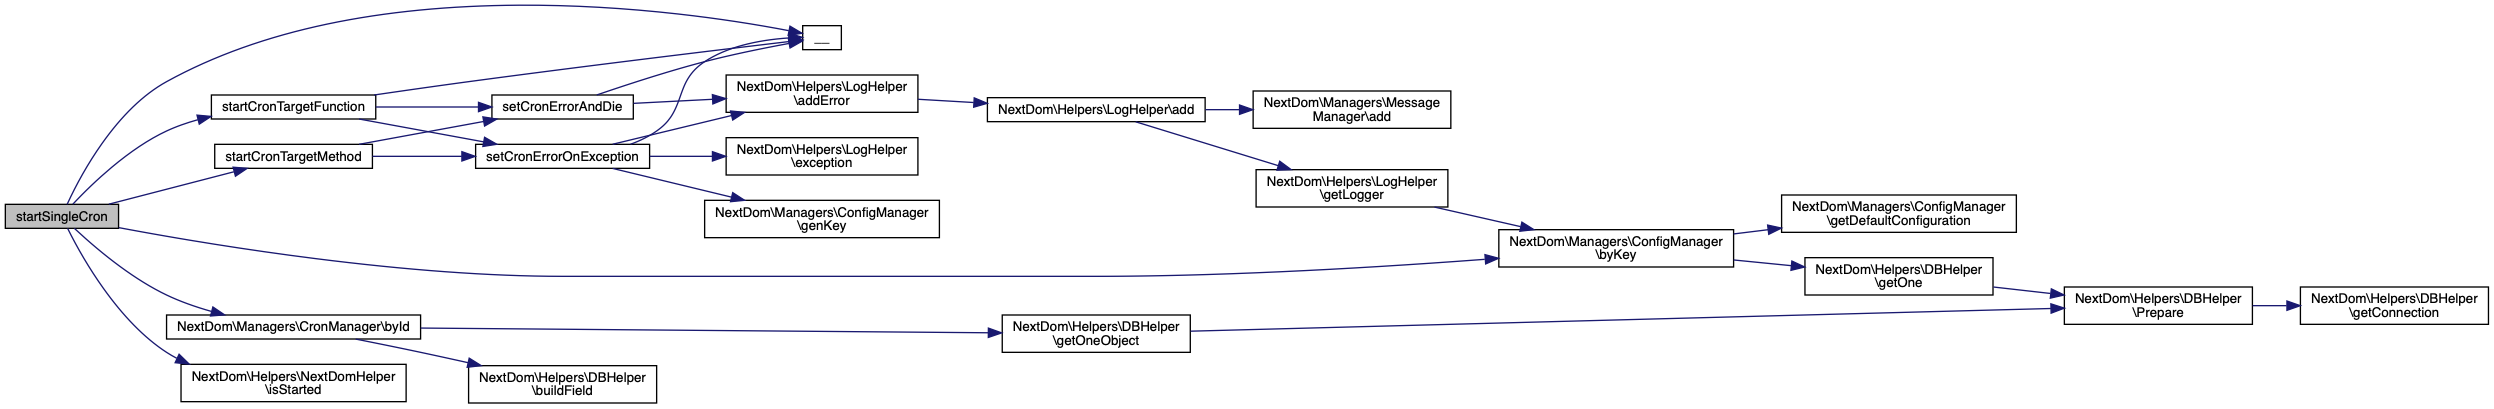 __
NextDom\Helpers\LogHelper
\addError
startCronTargetFunction
setCronErrorAndDie
NextDom\Helpers\LogHelper\add
NextDom\Managers\Message
Manager\add
startCronTargetMethod
setCronErrorOnException
NextDom\Helpers\LogHelper
\exception
NextDom\Helpers\LogHelper
\getLogger
startSingleCron
NextDom\Managers\ConfigManager
\genKey
NextDom\Managers\ConfigManager
\getDefaultConfiguration
NextDom\Managers\ConfigManager
\byKey
NextDom\Helpers\DBHelper
\getOne
NextDom\Helpers\DBHelper
\Prepare
NextDom\Helpers\DBHelper
\getConnection
NextDom\Managers\CronManager\byId
NextDom\Helpers\DBHelper
\getOneObject
NextDom\Helpers\NextDomHelper
\isStarted
NextDom\Helpers\DBHelper
\buildField